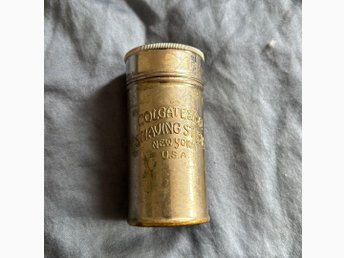 COLGATE &
SHAVING
NEW YORK
U.S.A.